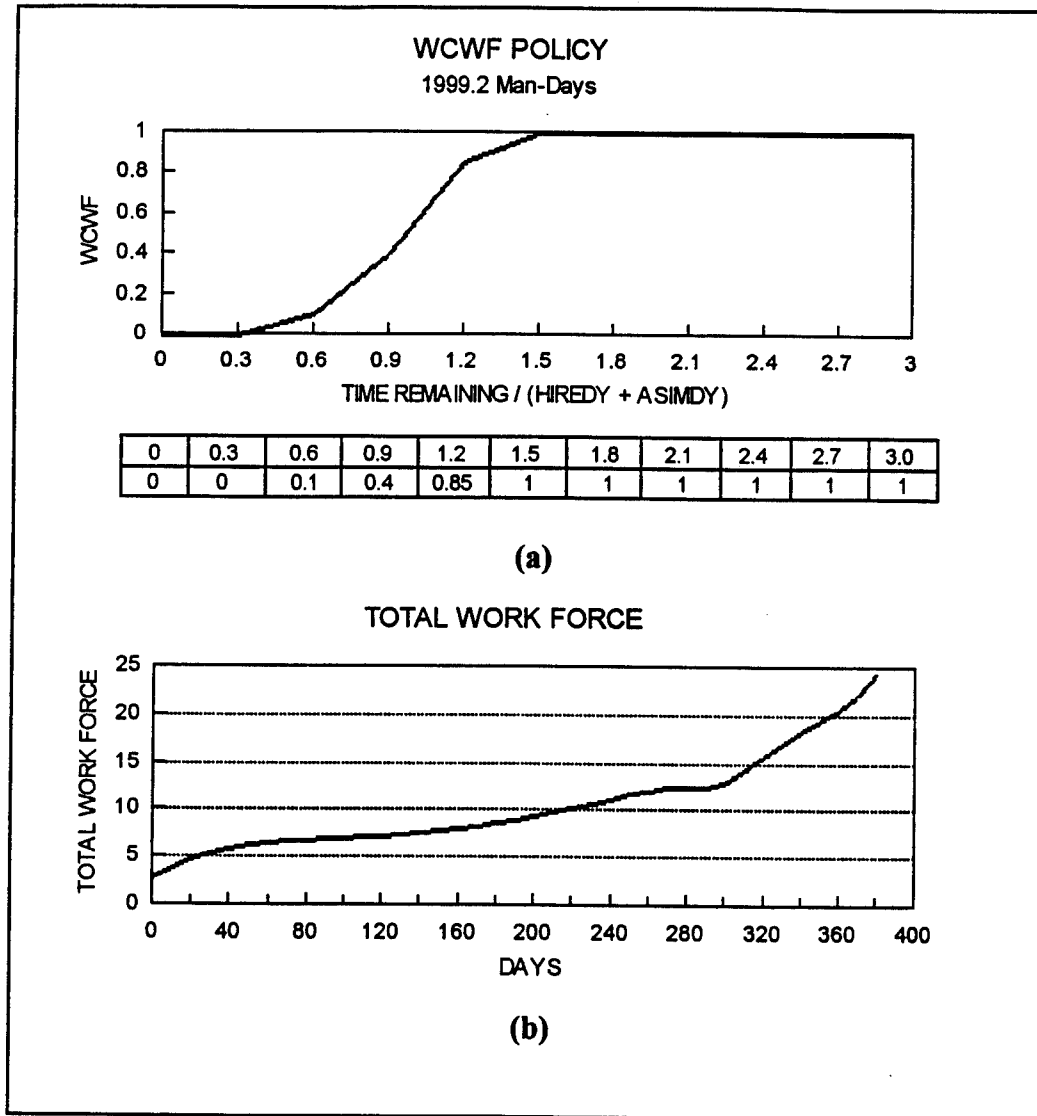 WCWF POLICY
1999.2 Man-Days
WCWF
1
0.8
0.6
0.4
0.2
0
0 0.3 0.6 0.9 1.2 1.5 1.8 2.1 2.4 2.7 3
TIME REMAINING / (HIREDY + ASIMDY)
0 0.3 0.6 0.9 1.2 1.5 1.8 2.1 2.4 2.7 3.0
0 0 0.1 0.4 0.85 1 1 1 1 1 1
(a)
TOTAL WORK FORCE
TOTAL WORK FORCE
25
20
15
10
5
0
0 40 80 120 160 200 240 280 320 360 400
DAYS
(b)